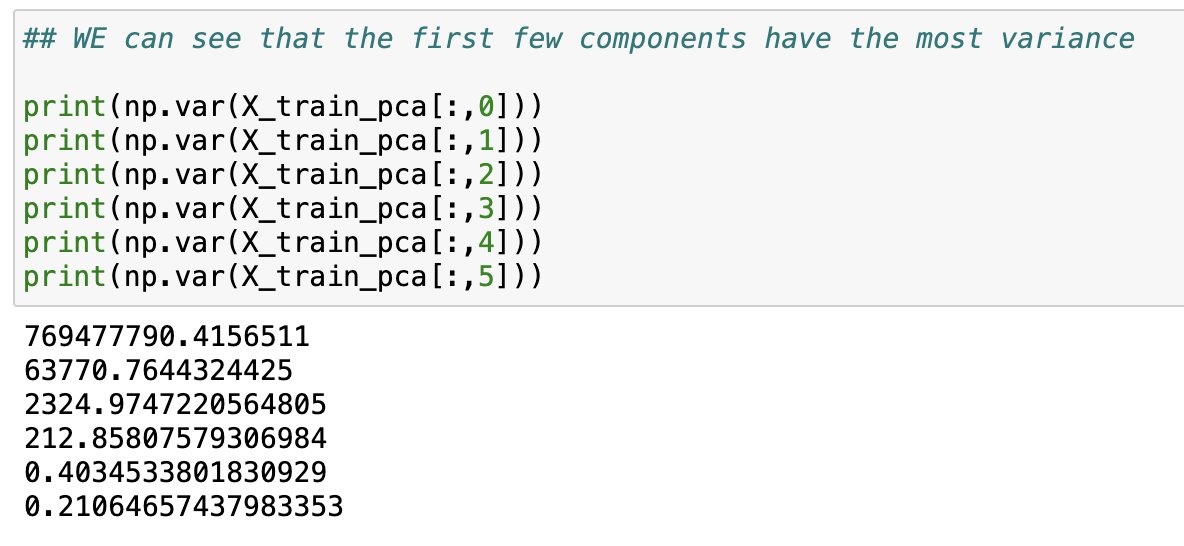 ## WE can see that the first few components have the most variance
print(np.var(X_train_pca[:,0]))
print(np.var(X_train_pca[:,1]))
print(np.var(X_train_pca[:,2]))
print(np.var(X_train_pca[:,3]))
print(np.var(X_train_pca[:,4]))
print(np.var(X_train_pca[:,5]))
769477790.4156511
63770.7644324425
2324.9747220564805
212.85807579306984
0.4034533801830929
0.21064657437983353